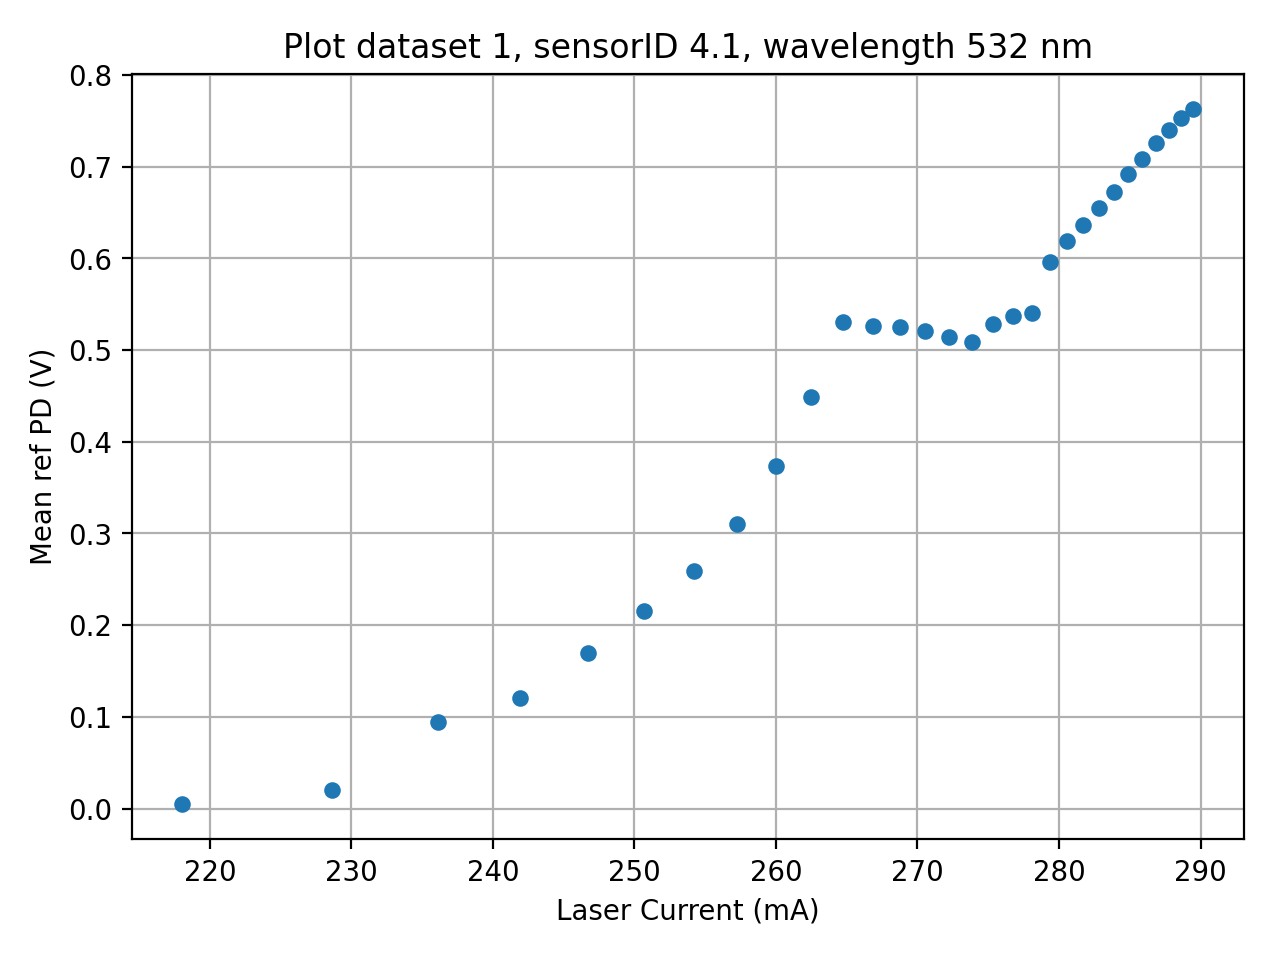 Plot dataset 1, sensorID 4.1, wavelength 532 nm
0.8
0.7
0.6
0.5
0.4
0.3
0.2
0.1
0.0
Mean ref PD (V)
220 230 240 250 260 270 280 290
Laser Current (mA)